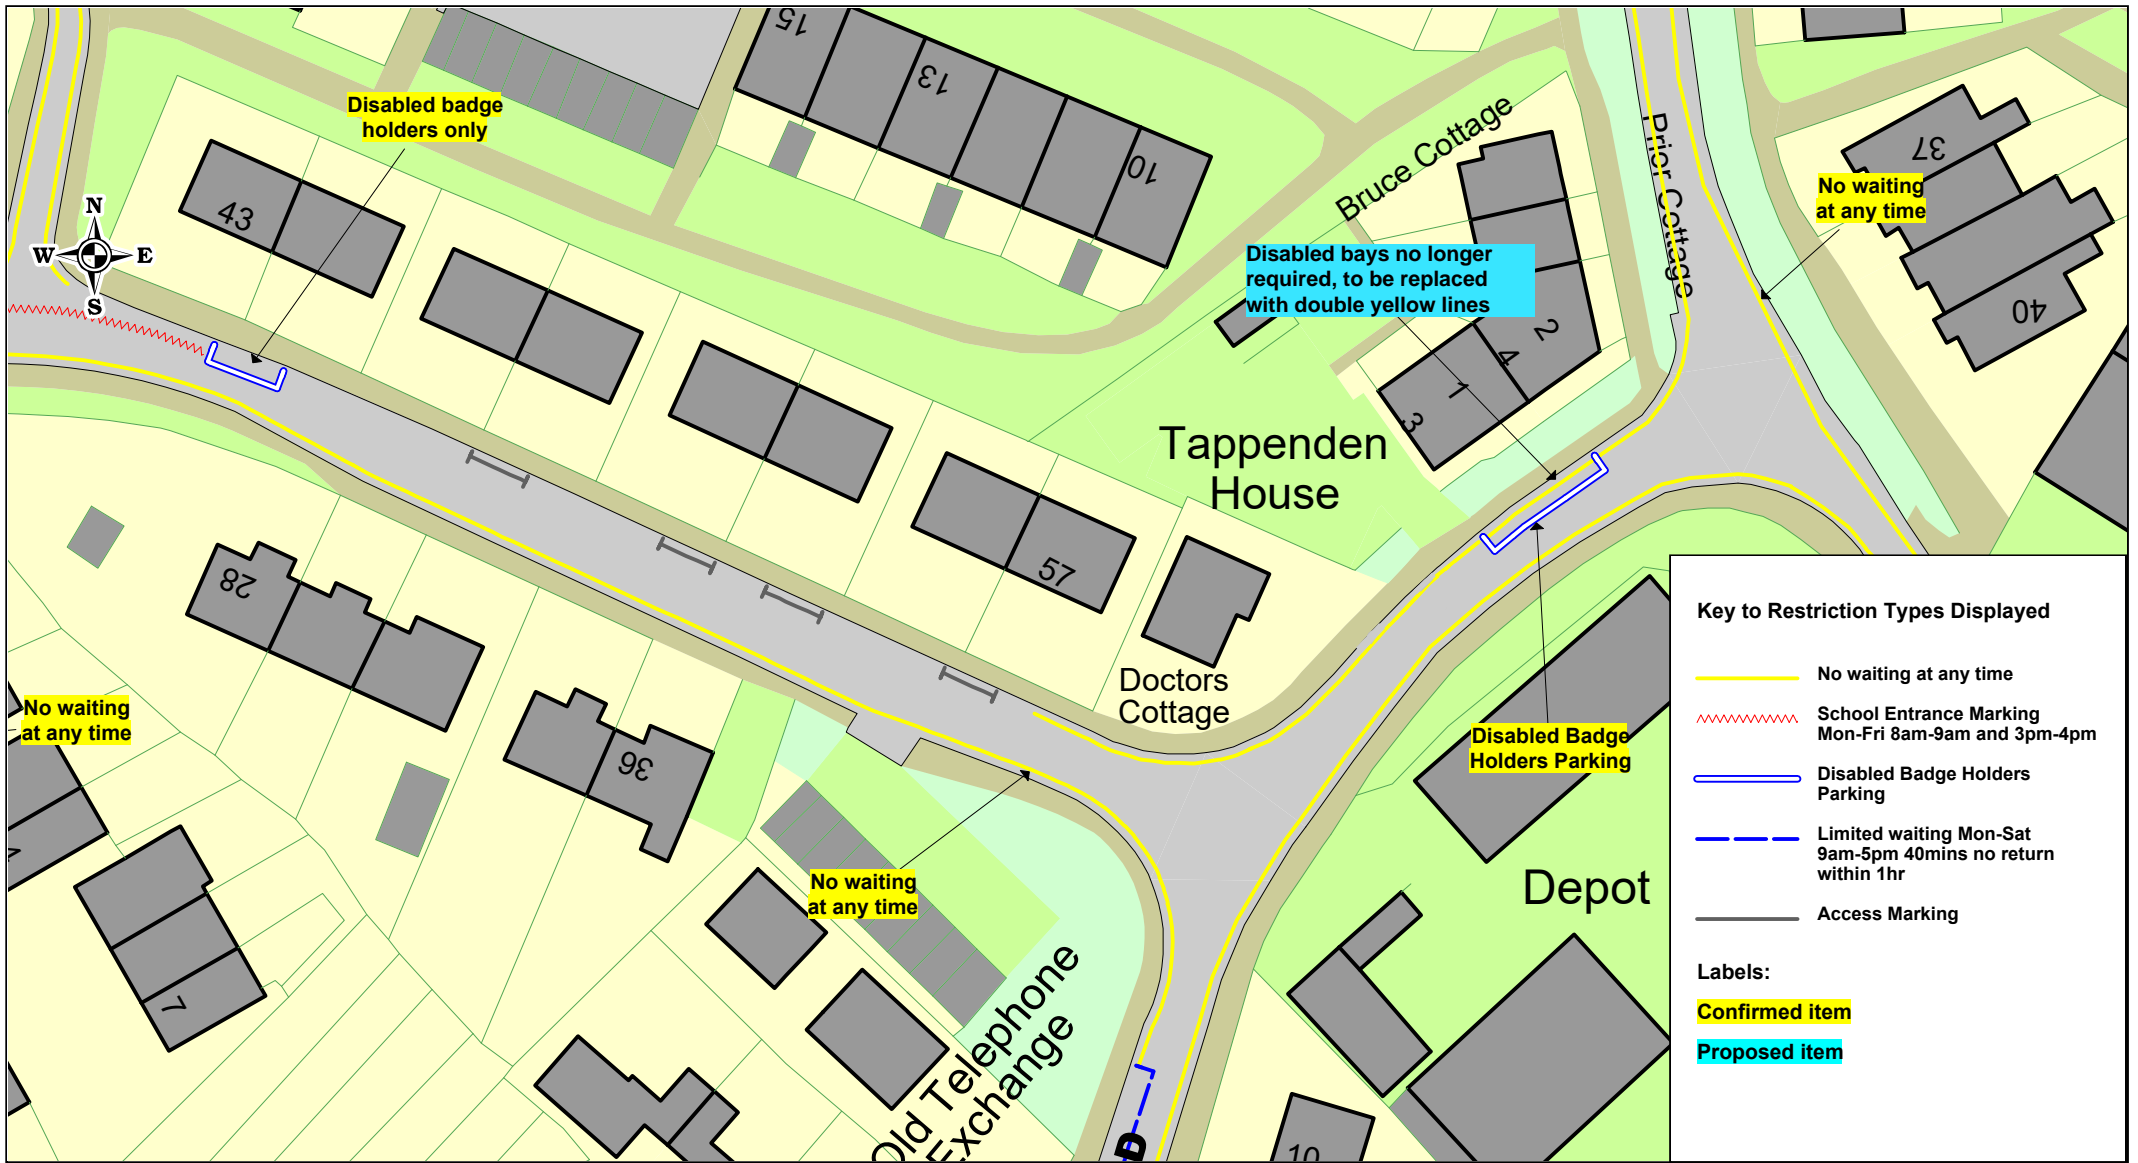 15
13
10
Disabled badge
holders only
43
N
W
E
S
Bruce Cottage
Prior Cottage
37
No waiting
at any time
40
Disabled bays no longer
required, to be replaced
with double yellow lines
2
4
1
3
Tappenden
House
57
Doctors
Cottage
28
36
No waiting
at any time
7
No waiting
at any time
Disabled Badge
Holders Parking
Depot
Old Telephone
Exchange
D
10
Key to Restriction Types Displayed
No waiting at any time
School Entrance Marking
Mon-Fri 8am-9am and 3pm-4pm
Disabled Badge Holders
Parking
Limited waiting Mon-Sat
9am-5pm 40mins no return
within 1hr
Access Marking
Labels:
Confirmed item
Proposed item